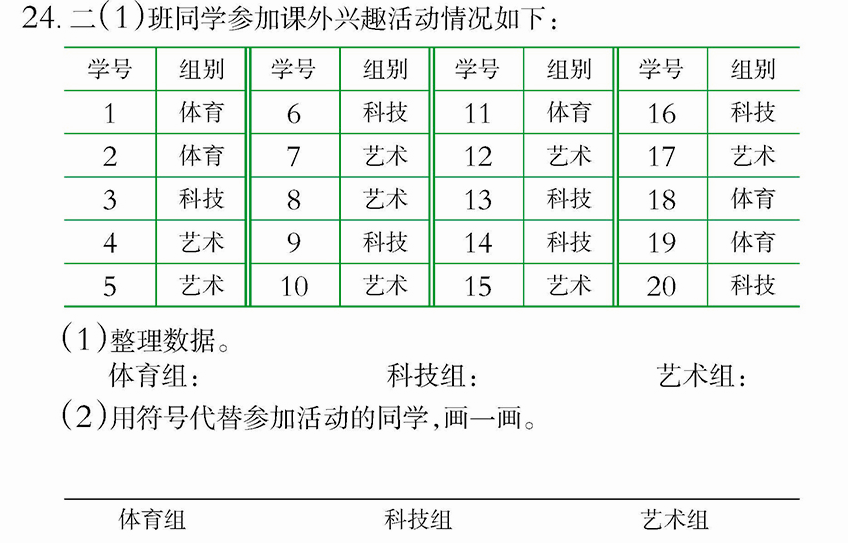 24. 二(1)班同学参加课外兴趣活动情况如下:
学号 组别 学号 组别 学号 组别 学号 组别
1 体育 6 科技 11 体育 16 科技
2 体育 7 艺术 12 艺术 17 艺术
3 科技 8 艺术 13 科技 18 体育
4 艺术 9 科技 14 科技 19 体育
5 艺术 10 艺术 15 艺术 20 科技
(1)整理数据。
体育组: 科技组: 艺术组:
(2)用符号代替参加活动的同学,画一画。
体育组 科技组 艺术组